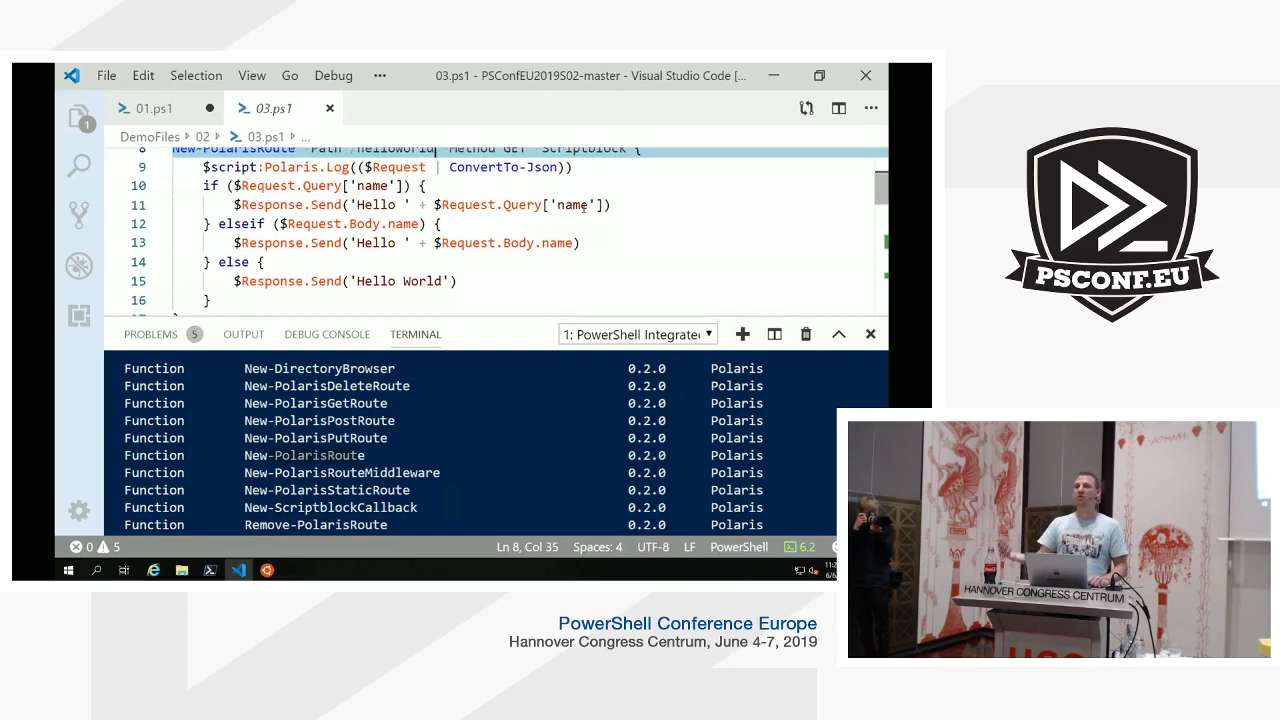 File Edit Selection View Go Debug ••• 03.ps1 - PSConfEU2019S02-master - Visual Studio Code [...
01.ps1 ● 03.ps1 ×
DemoFiles > 02 > 03.ps1 > ...
8 New-PolarisRoute -Path /helloworld -Method GET -Scriptblock {
9 $script:Polaris.Log(($Request | ConvertTo-Json))
10 if ($Request.Query['name']) {
11 $Response.Send('Hello ' + $Request.Query['name'])
12 } elseif ($Request.Body.name) {
13 $Response.Send('Hello ' + $Request.Body.name)
14 } else {
15 $Response.Send('Hello World')
16 }
PROBLEMS 5 OUTPUT DEBUG CONSOLE TERMINAL 1: PowerShell Integrate
Function New-DirectoryBrowser 0.2.0 Polaris
Function New-PolarisDeleteRoute 0.2.0 Polaris
Function New-PolarisGetRoute 0.2.0 Polaris
Function New-PolarisPostRoute 0.2.0 Polaris
Function New-PolarisPutRoute 0.2.0 Polaris
Function New-PolarisRoute 0.2.0 Polaris
Function New-PolarisRouteMiddleware 0.2.0 Polaris
Function New-PolarisStaticRoute 0.2.0 Polaris
Function New-ScriptblockCallback 0.2.0 Polaris
Function Remove-PolarisRoute 0.2.0 Polaris
0 5 Ln 8, Col 35 Spaces: 4 UTF-8 LF PowerShell 6.2
1
PSCONF.EU
HANNOVER CONGRESS CENTRUM
PowerShell Conference Europe
Hannover Congress Centrum, June 4-7, 2019